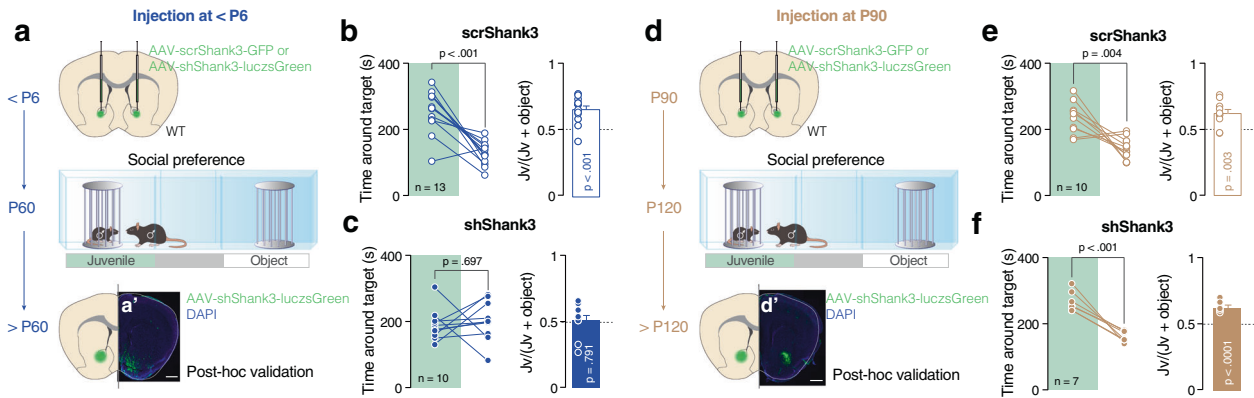 Injection at < P6
a
AAV-scrShank3-GFP or
AAV-shShank3-luczsGreen
< P6
WT
Social preference
P60
♂
♂
Juvenile
Object
> P60
a’
AAV-shShank3-luczsGreen
DAPI
Post-hoc validation
b
scrShank3
p < .001
Time around target (s)
400
200
0
n = 13
Jv/(Jv + object)
1
0.5
0
p < .001
c
shShank3
p = .697
Time around target (s)
400
200
0
n = 10
Jv/(Jv + object)
1
0.5
0
p = .791
Injection at P90
d
AAV-scrShank3-GFP or
AAV-shShank3-luczsGreen
P90
WT
Social preference
P120
♂
♂
Juvenile
Object
> P120
d’
AAV-shShank3-luczsGreen
DAPI
Post-hoc validation
e
scrShank3
p = .004
Time around target (s)
400
200
0
n = 10
Jv/(Jv + object)
1
0.5
0
p = .003
f
shShank3
p < .001
Time around target (s)
400
200
0
n = 7
Jv/(Jv + object)
1
0.5
0
p < .0001